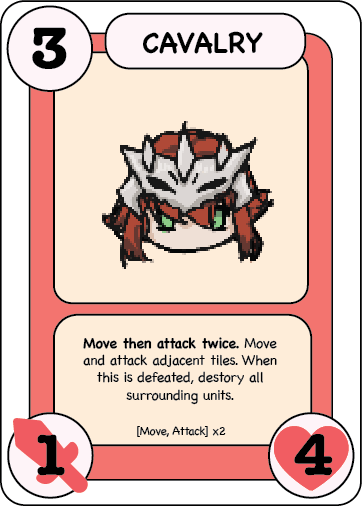 3
CAVALRY
Move then attack twice. Move
and attack adjacent tiles. When
this is defeated, destory all
surrounding units.
[Move, Attack] x2
1
4